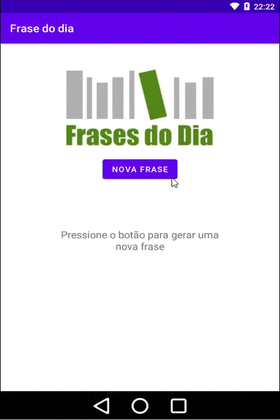 22:22
Frase do dia
Frases do Dia
NOVA FRASE
Pressione o botão para gerar uma
nova frase